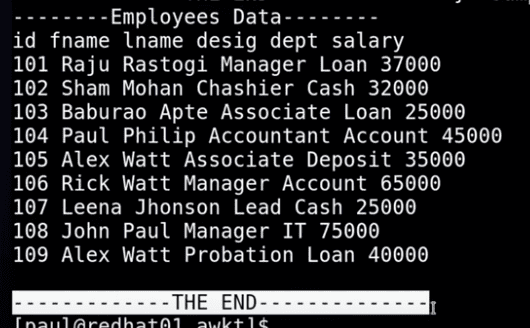 --------Employees Data--------
id fname lname desig dept salary
101 Raju Rastogi Manager Loan 37000
102 Sham Mohan Chashier Cash 32000
103 Baburao Apte Associate Loan 25000
104 Paul Philip Accountant Account 45000
105 Alex Watt Associate Deposit 35000
106 Rick Watt Manager Account 65000
107 Leena Jhonson Lead Cash 25000
108 John Paul Manager IT 75000
109 Alex Watt Probation Loan 40000
-------------THE END--------------
[paul@redhat01 awkt]$